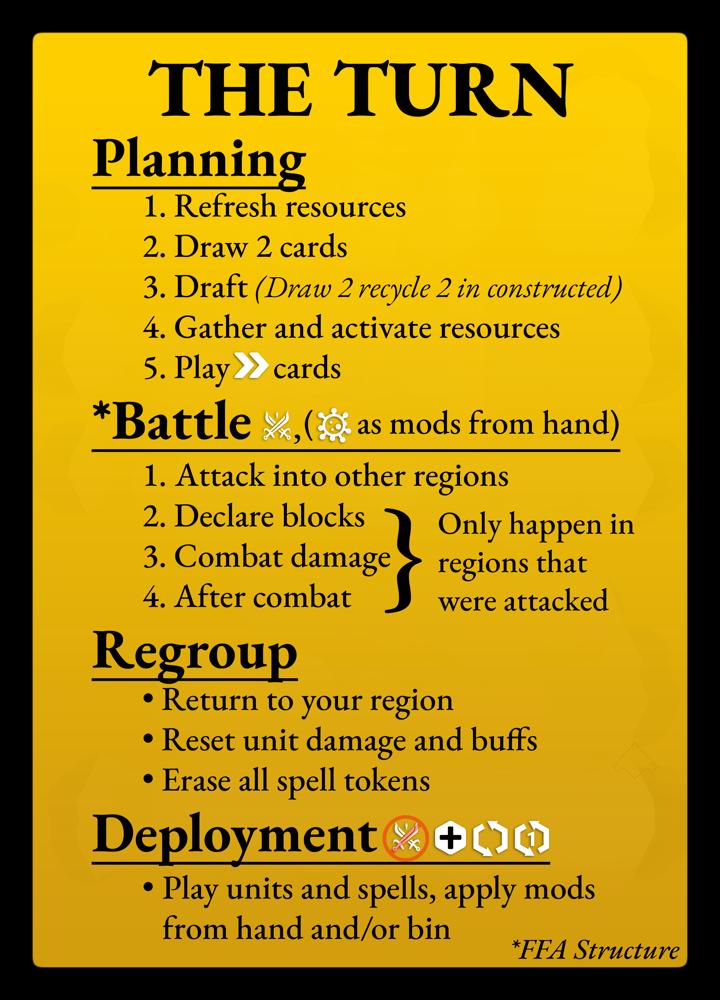 THE TURN
Planning
1. Refresh resources
2. Draw 2 cards
3. Draft (Draw 2 recycle 2 in constructed)
4. Gather and activate resources
5. Play cards
*Battle ,( as mods from hand)
1. Attack into other regions
2. Declare blocks
3. Combat damage
4. After combat
} Only happen in
regions that
were attacked
Regroup
• Return to your region
• Reset unit damage and buffs
• Erase all spell tokens
Deployment + 1
• Play units and spells, apply mods
from hand and/or bin
*FFA Structure